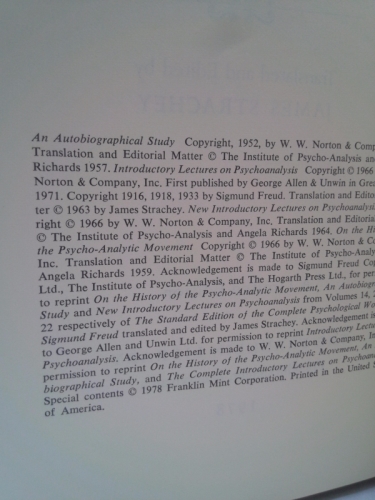 An Autobiographical Study Copyright, 1952, by W. W. Norton & Comp
Translation and Editorial Matter © The Institute of Psycho-Analysis and
Richards 1957. Introductory Lectures on Psychoanalysis Copyright © 1966
Norton & Company, Inc. First published by George Allen & Unwin in Grea
1971. Copyright 1916, 1918, 1933 by Sigmund Freud. Translation and Edito
ter © 1963 by James Strachey. New Introductory Lectures on Psychoanalysis
right © 1966 by W. W. Norton & Company, Inc, Translation and Editorial
© The Institute of Psycho-Analysis and Angela Richards 1964. On the H
the Psycho-Analytic Movement Copyright © 1966 by W. W. Norton & C
Inc. Translation and Editorial Matter © The Institute of Psycho-Analys
Angela Richards 1959. Acknowledgement is made to Sigmund Freud Cop
Ltd., The Institute of Psycho-Analysis, and The Hogarth Press Ltd., for per
to reprint On the History of the Psycho-Analytic Movement, An Autobiog
Study and New Introductory Lectures on Psychoanalysis from Volumes 14, 2
22 respectively of The Standard Edition of the Complete Psychological Wo
Sigmund Freud translated and edited by James Strachey. Acknowledgement is
to George Allen and Unwin Ltd. for permission to reprint Introductory Lectu
Psychoanalysis. Acknowledgement is made to W. W. Norton & Company, In
permission to reprint On the History of the Psycho-Analytic Movement, An
biographical Study, and The Complete Introductory Lectures on Psychoan
Special contents © 1978 Franklin Mint Corporation. Printed in the United S
of America.